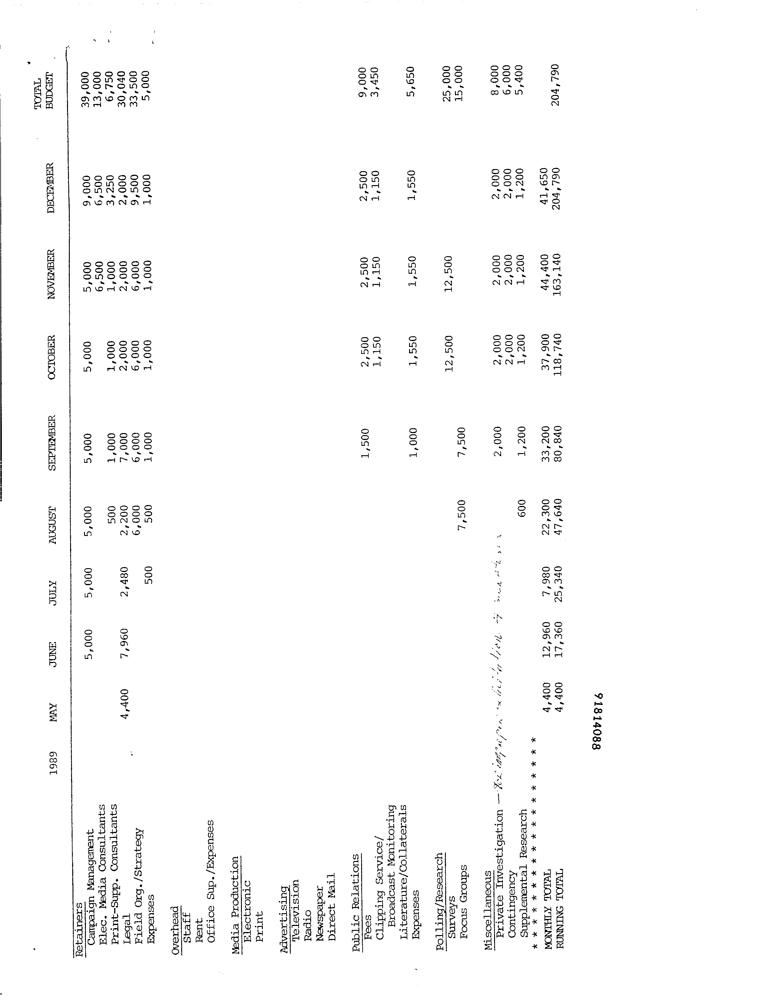 1989 MAY JUNE JULY AUGUST SEPTEMBER OCTOBER NOVEMBER DECEMBER TOTAL BUDGET
Retainers
Campaign Management 5,000 5,000 5,000 5,000 5,000 5,000 9,000 39,000
Elec. Media Consultants 6,500 6,500 13,000
Print-Supp. Consultants 500 1,000 1,000 1,000 3,250 6,750
Legal 4,400 7,960 2,480 2,200 7,000 2,000 2,000 2,000 30,040
Field Org./Strategy 6,000 6,000 6,000 6,000 9,500 33,500
Expenses 500 500 1,000 1,000 1,000 1,000 5,000
Overhead
Staff
Rent
Office Sup./Expenses
Media Production
Electronic
Print
Advertising
Television
Radio
Newspaper
Direct Mail
Public Relations
Fees 1,500 2,500 2,500 2,500 9,000
Clipping Service/ 1,150 1,150 1,150 3,450
Broadcast Monitoring
Literature/Collaterals
Expenses 1,000 1,550 1,550 1,550 5,650
Polling/Research
Surveys 12,500 12,500 25,000
Focus Groups 7,500 7,500 15,000
Miscellaneous
Private Investigation — 2,000 2,000 2,000 2,000 8,000
Contingency 2,000 2,000 2,000 6,000
Supplemental Research 600 1,200 1,200 1,200 1,200 5,400
* * * * * * * * * * * * * * * * * *
MONTHLY TOTAL 4,400 12,960 7,980 22,300 33,200 37,900 44,400 41,650
RUNNING TOTAL 4,400 17,360 25,340 47,640 80,840 118,740 163,140 204,790 204,790
91814088